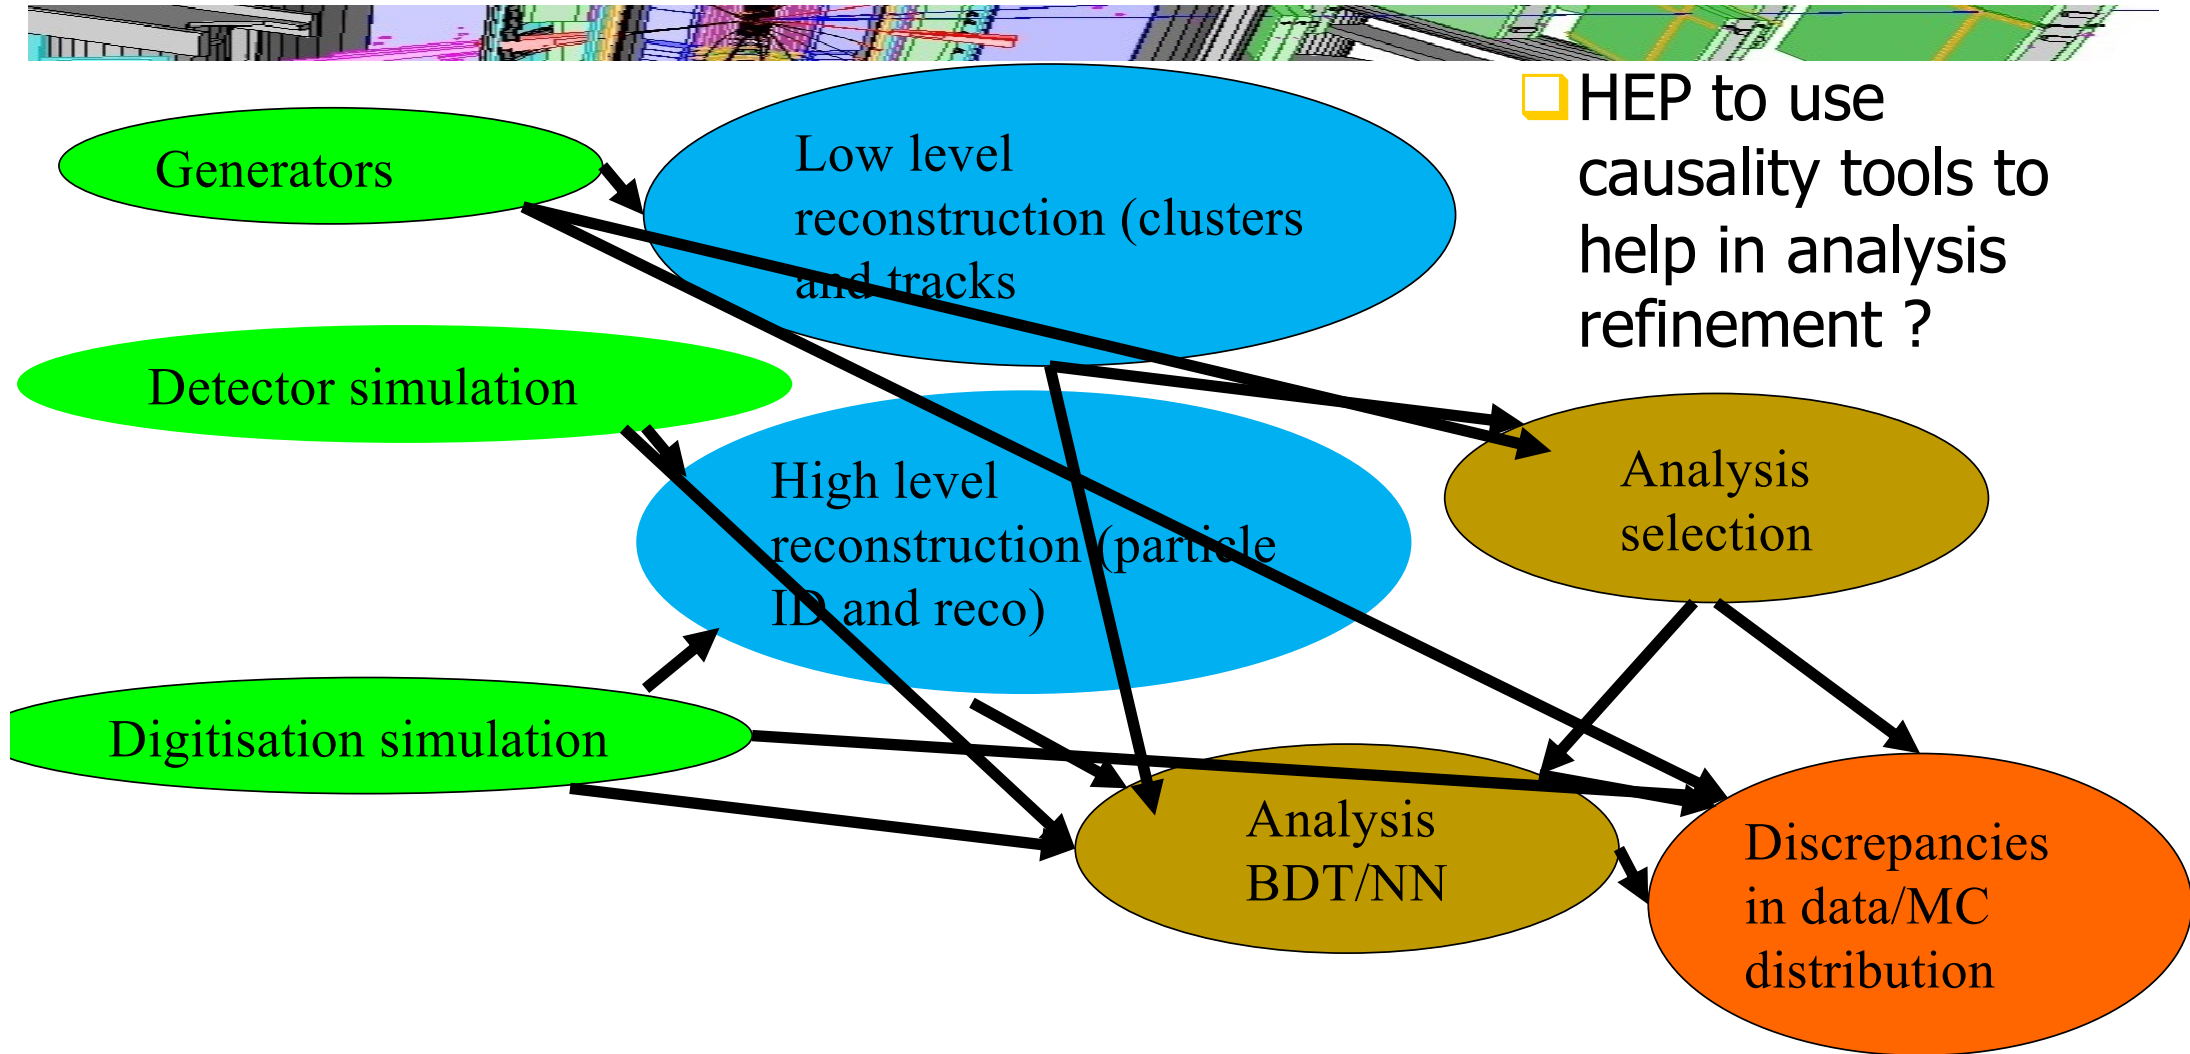 HEP to use
causality tools to
help in analysis
refinement ?
Generators
Low level
reconstruction (clusters
and tracks
Detector simulation
High level
reconstruction (particle
ID and reco)
Analysis
selection
Digitisation simulation
Analysis
BDT/NN
Discrepancies
in data/MC
distribution